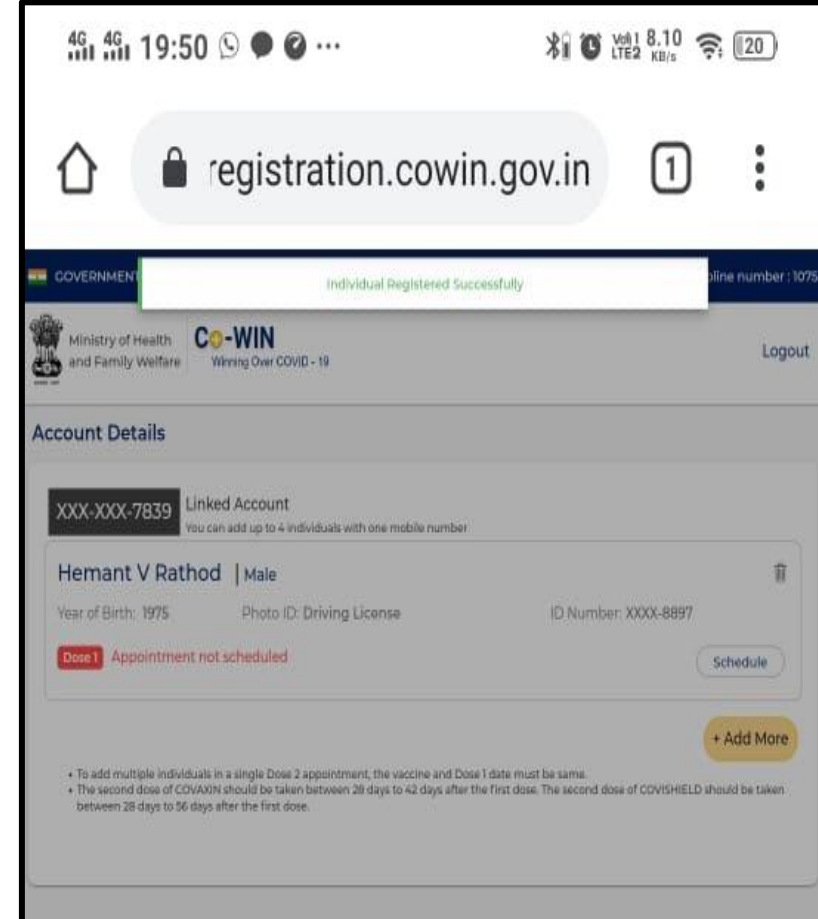 4G 4G 19:50 ... Vo)) 1 LTE2 8.10 KB/s 20
registration.cowin.gov.in 1
GOVERNMENT Individual Registered Successfully pline number : 1075
Ministry of Health
and Family Welfare
Co-WIN
Winning Over COVID - 19
Logout
Account Details
XXX-XXX-7839 Linked Account
You can add up to 4 individuals with one mobile number
Hemant V Rathod | Male
Year of Birth: 1975 Photo ID: Driving License ID Number: XXXX-8897
Dose 1 Appointment not scheduled
Schedule
+ Add More
• To add multiple individuals in a single Dose 2 appointment, the vaccine and Dose 1 date must be same.
• The second dose of COVAXIN should be taken between 28 days to 42 days after the first dose. The second dose of COVISHIELD should be taken
between 28 days to 56 days after the first dose.